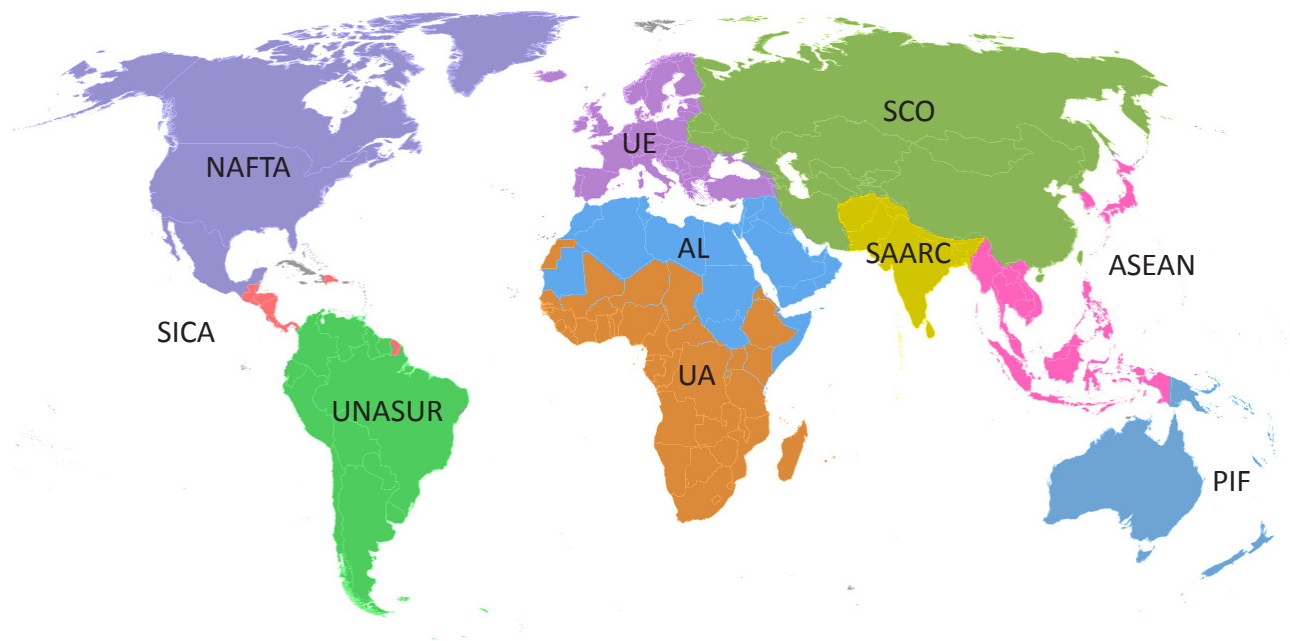 SCO
UE
NAFTA
AL
SAARC
ASEAN
SICA
UA
UNASUR
PIF